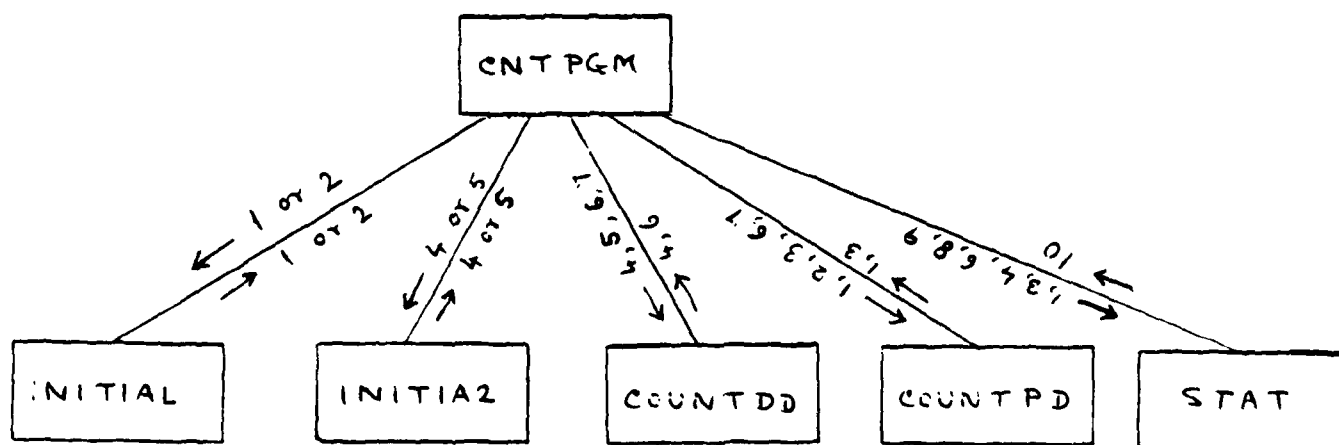 CNTPGM
1 or 2
1 or 2
4 or 5
4 or 5
4,5,6,7
4,6
1,2,3,6,7
1,3
1,3,4,6,8,9
10
INITIAL
INITIA2
COUNTDD
COUNTPD
STAT